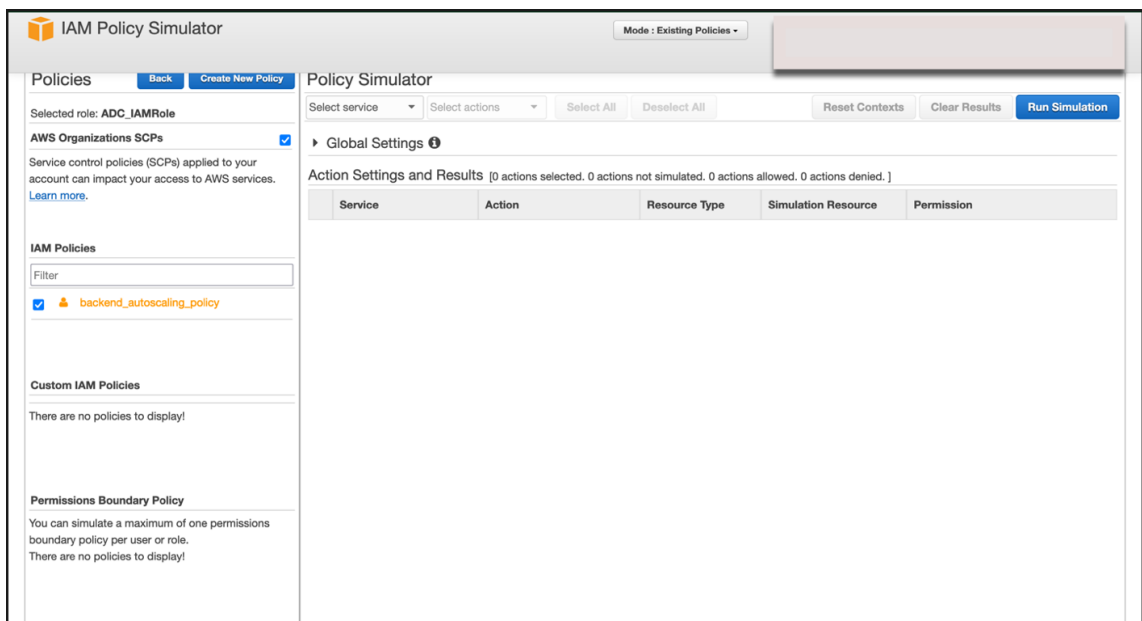 IAM Policy Simulator
Mode : Existing Policies
Policies
Back
Create New Policy
Selected role: ADC_IAMRole
AWS Organizations SCPs
Service control policies (SCPs) applied to your
account can impact your access to AWS services.
Learn more.
IAM Policies
Filter
backend_autoscaling_policy
Custom IAM Policies
There are no policies to display!
Permissions Boundary Policy
You can simulate a maximum of one permissions
boundary policy per user or role.
There are no policies to display!
Policy Simulator
Select service
Select actions
Select All
Deselect All
Reset Contexts
Clear Results
Run Simulation
Global Settings
Action Settings and Results [0 actions selected. 0 actions not simulated. 0 actions allowed. 0 actions denied. ]
Service Action Resource Type Simulation Resource Permission